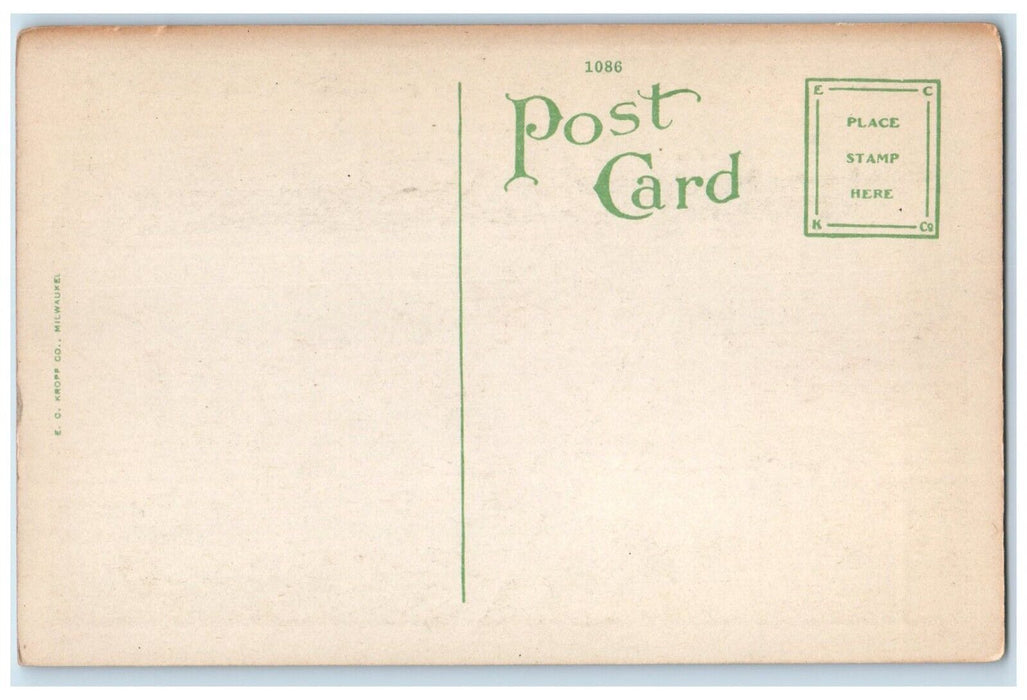 1086
Post
Card
E C
PLACE
STAMP
HERE
K Co
E. C. KROPP CO., MILWAUKEE